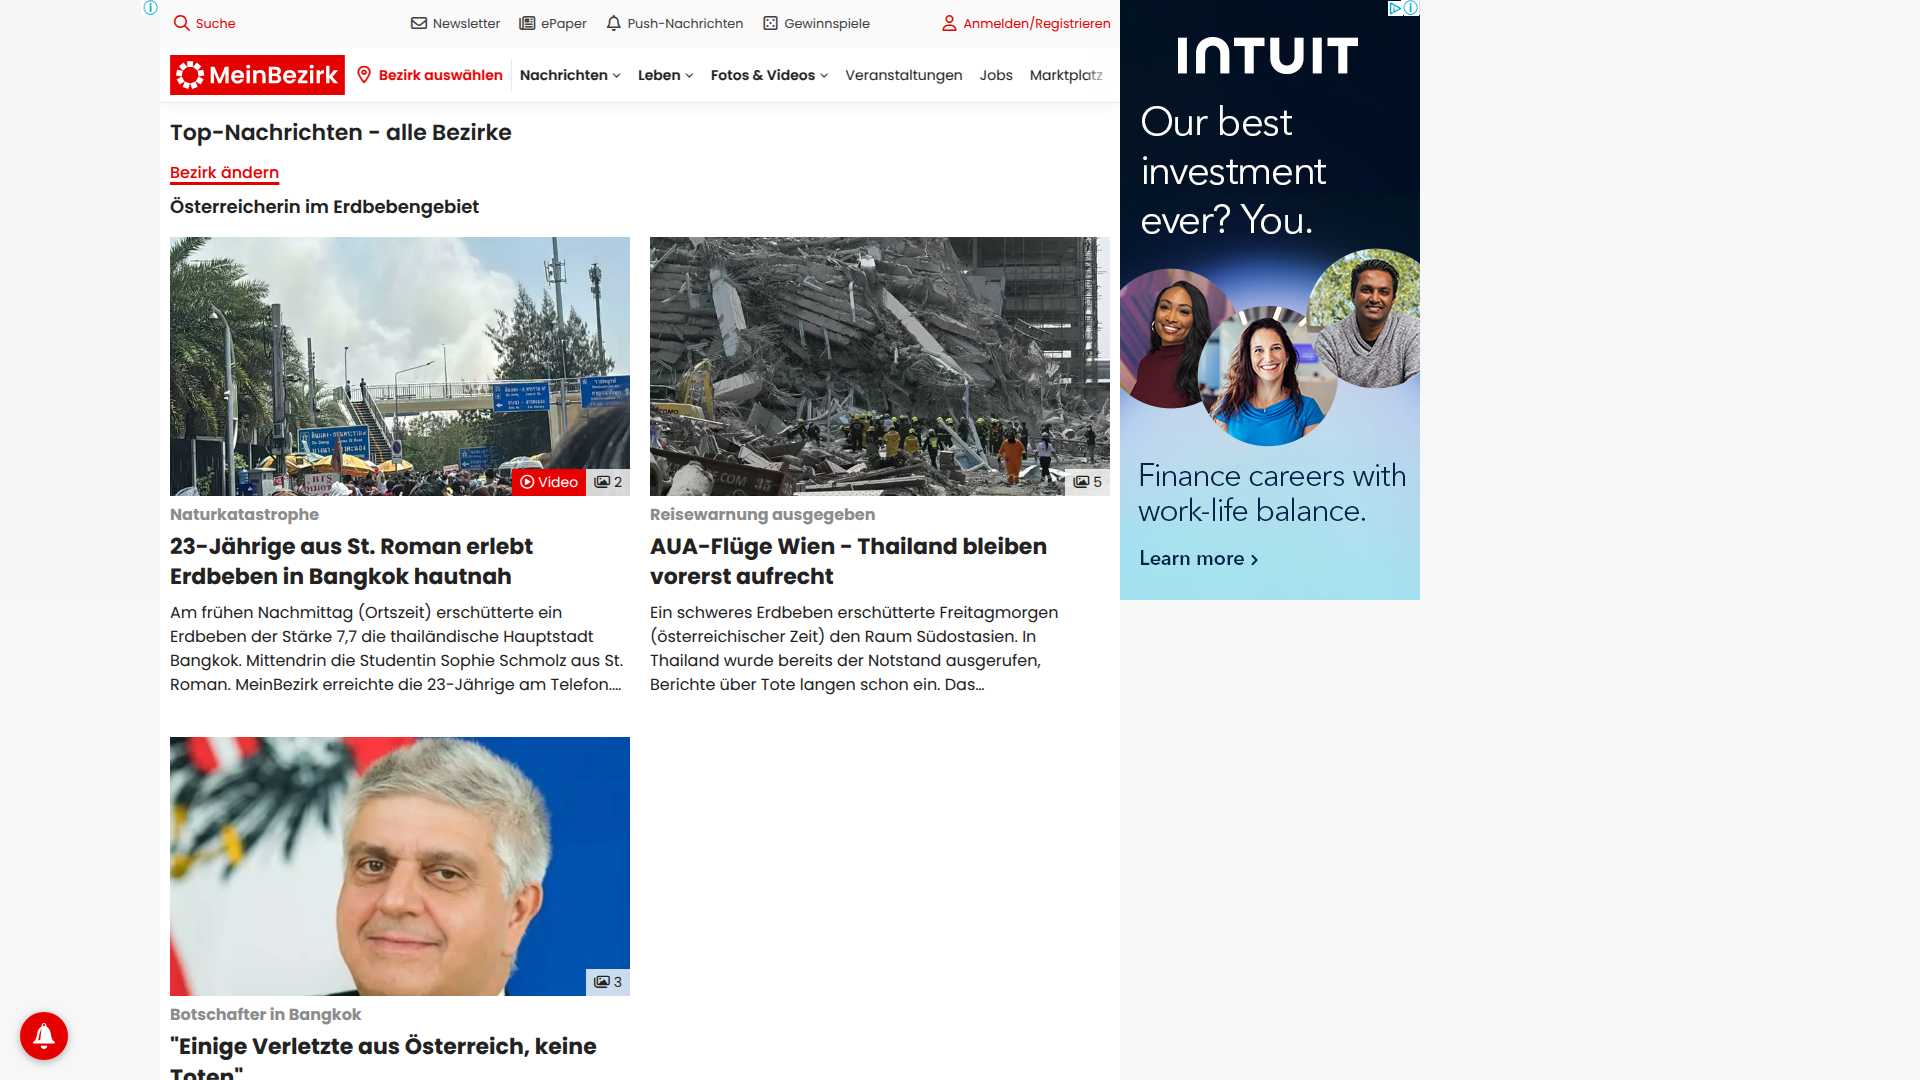 Suche
Newsletter
ePaper
Push-Nachrichten
Gewinnspiele
Anmelden/Registrieren
MeinBezirk
Bezirk auswählen
Nachrichten
Leben
Fotos & Videos
Veranstaltungen
Jobs
Marktplatz
Top-Nachrichten - alle Bezirke
Bezirk ändern
Österreicherin im Erdbebengebiet
Video
2
Naturkatastrophe
23-Jährige aus St. Roman erlebt
Erdbeben in Bangkok hautnah
Am frühen Nachmittag (Ortszeit) erschütterte ein
Erdbeben der Stärke 7,7 die thailändische Hauptstadt
Bangkok. Mittendrin die Studentin Sophie Schmolz aus St.
Roman. MeinBezirk erreichte die 23-Jährige am Telefon....
5
Reisewarnung ausgegeben
AUA-Flüge Wien - Thailand bleiben
vorerst aufrecht
Ein schweres Erdbeben erschütterte Freitagmorgen
(österreichischer Zeit) den Raum Südostasien. In
Thailand wurde bereits der Notstand ausgerufen,
Berichte über Tote langen schon ein. Das...
3
Botschafter in Bangkok
"Einige Verletzte aus Österreich, keine
Toten"
INTUIT
Our best
investment
ever? You.
Finance careers with
work-life balance.
Learn more ›